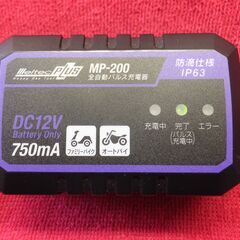 Meltec Plus
MP-200
全自動パルス充電器
防滴仕様
IP63
DC12V
Battery Only
750mA
ファミリーバイク
オートバイ
充電中
完了
(パルス充電中)
エラー